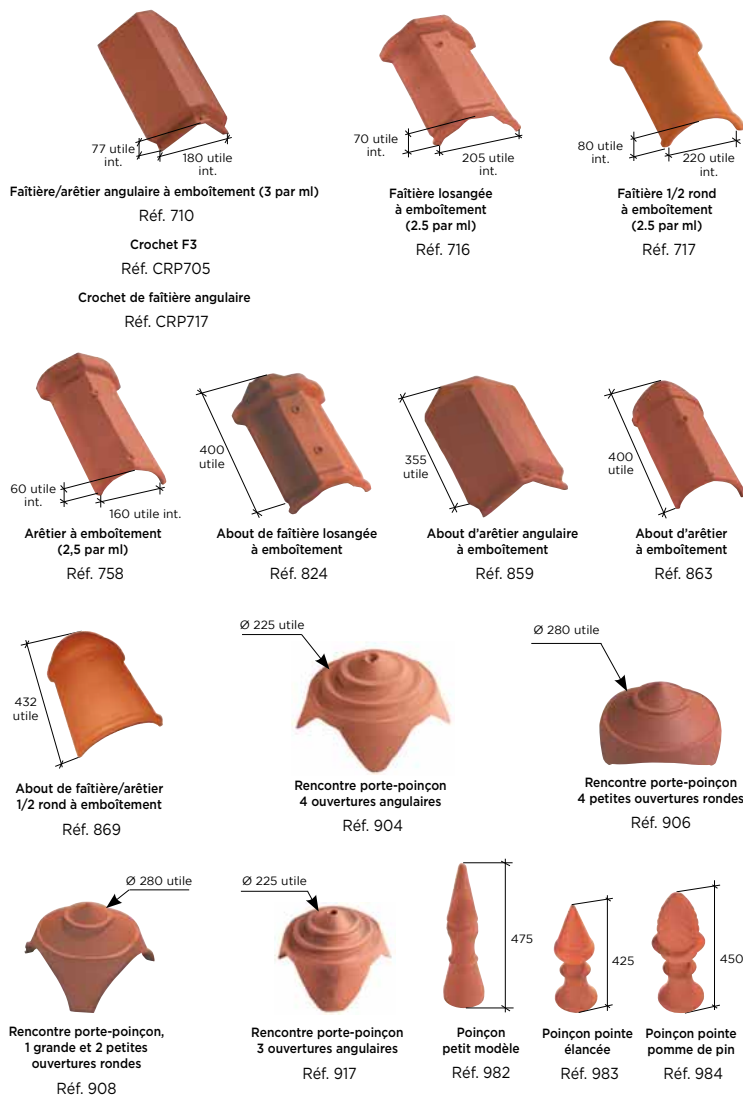 77 utile
int.
180 utile
int.
Faîtière/arêtier angulaire à emboîtement (3 par ml)
Réf. 710
Crochet F3
Réf. CRP705
Crochet de faîtière angulaire
Réf. CRP717
70 utile
int.
205 utile
int.
Faîtière losangée
à emboîtement
(2.5 par ml)
Réf. 716
80 utile
int.
220 utile
int.
Faîtière 1/2 rond
à emboîtement
(2.5 par ml)
Réf. 717
60 utile
int.
160 utile int.
Arêtier à emboîtement
(2,5 par ml)
Réf. 758
400
utile
About de faîtière losangée
à emboîtement
Réf. 824
355
utile
About d'arêtier angulaire
à emboîtement
Réf. 859
400
utile
About d'arêtier
à emboîtement
Réf. 863
432
utile
About de faîtière/arêtier
1/2 rond à emboîtement
Réf. 869
Ø 225 utile
Rencontre porte-poinçon
4 ouvertures angulaires
Réf. 904
Ø 280 utile
Rencontre porte-poinçon
4 petites ouvertures rondes
Réf. 906
Ø 280 utile
Rencontre porte-poinçon,
1 grande et 2 petites
ouvertures rondes
Réf. 908
Ø 225 utile
Rencontre porte-poinçon
3 ouvertures angulaires
Réf. 917
475
Poinçon
petit modèle
Réf. 982
425
Poinçon pointe
élancée
Réf. 983
450
Poinçon pointe
pomme de pin
Réf. 984